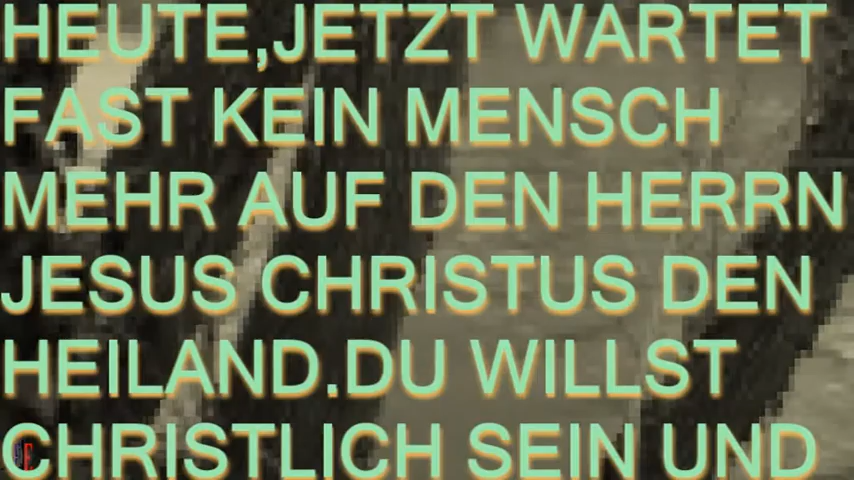 HEUTE,JETZT WARTET
FAST KEIN MENSCH
MEHR AUF DEN HERRN
JESUS CHRISTUS DEN
HEILAND.DU WILLST
CHRISTLICH SEIN UND